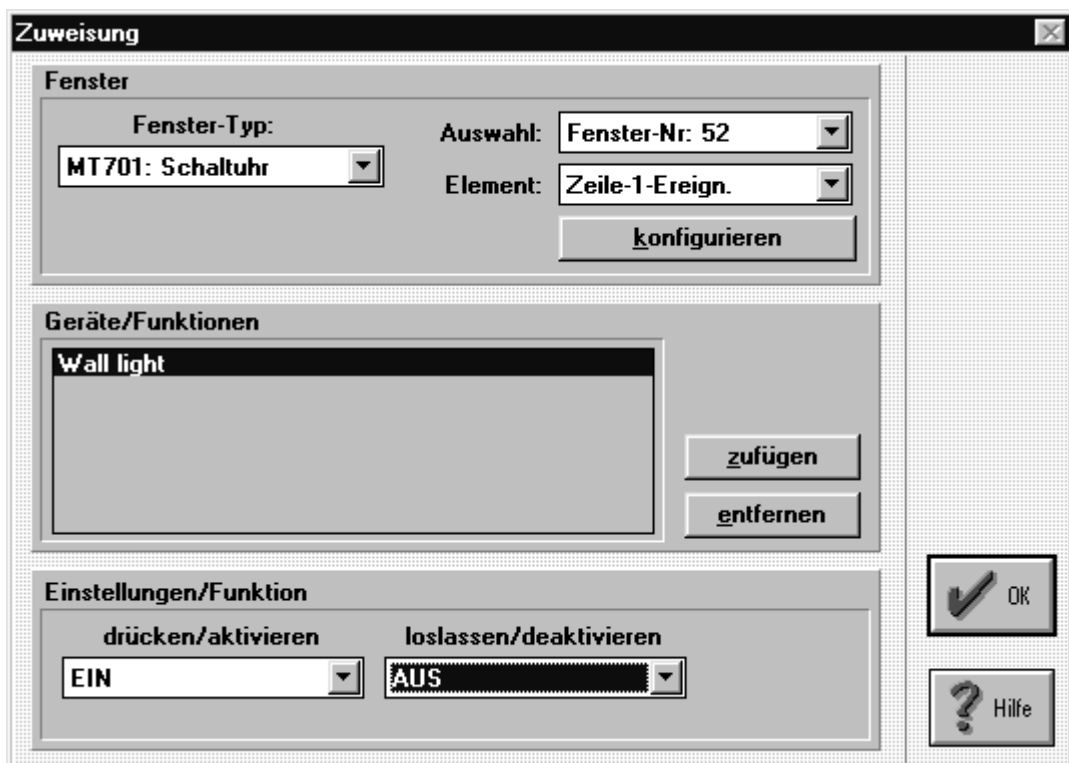 Zuweisung
Fenster
Fenster-Typ:
MT701: Schaltuhr
Auswahl:
Fenster-Nr: 52
Element:
Zeile-1-Ereign.
konfigurieren
Geräte/Funktionen
Wall light
zufügen
entfernen
Einstellungen/Funktion
drücken/aktivieren
loslassen/deaktivieren
EIN
AUS
OK
Hilfe